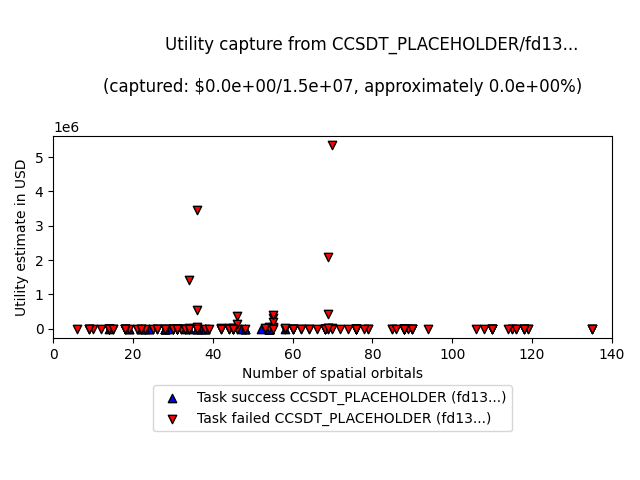 Utility capture from CCSDT_PLACEHOLDER/fd13...
(captured: $0.0e+00/1.5e+07, approximately 0.0e+00%)
1e6
5
4
3
2
1
0
Utility estimate in USD
0 20 40 60 80 100 120 140
Number of spatial orbitals
Task success CCSDT_PLACEHOLDER (fd13...)
Task failed CCSDT_PLACEHOLDER (fd13...)